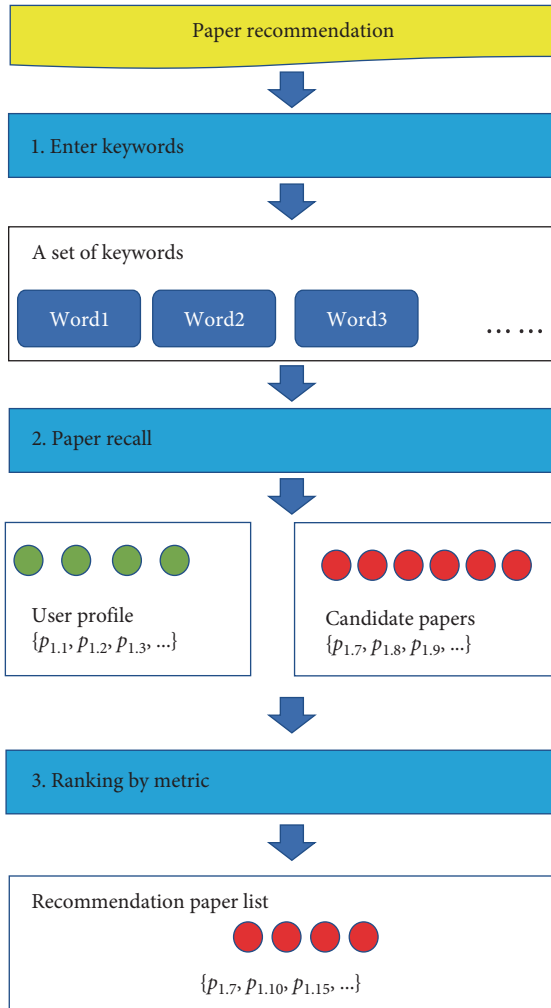 Paper recommendation
1. Enter keywords
A set of keywords
Word1 Word2 Word3 ... ...
2. Paper recall
User profile
{p1.1, p1.2, p1.3, ...}
Candidate papers
{p1.7, p1.8, p1.9, ...}
3. Ranking by metric
Recommendation paper list
{p1.7, p1.10, p1.15, ...}